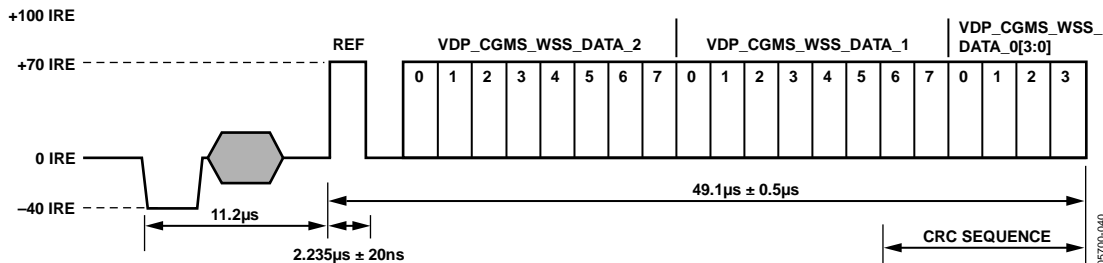 +100 IRE
REF
VDP_CGMS_WSS_DATA_2
VDP_CGMS_WSS_DATA_1
VDP_CGMS_WSS_
DATA_0[3:0]
+70 IRE
0 1 2 3 4 5 6 7 0 1 2 3 4 5 6 7 0 1 2 3
0 IRE
–40 IRE
49.1µs ± 0.5µs
11.2µs
CRC SEQUENCE
2.235µs ± 20ns
05700-040